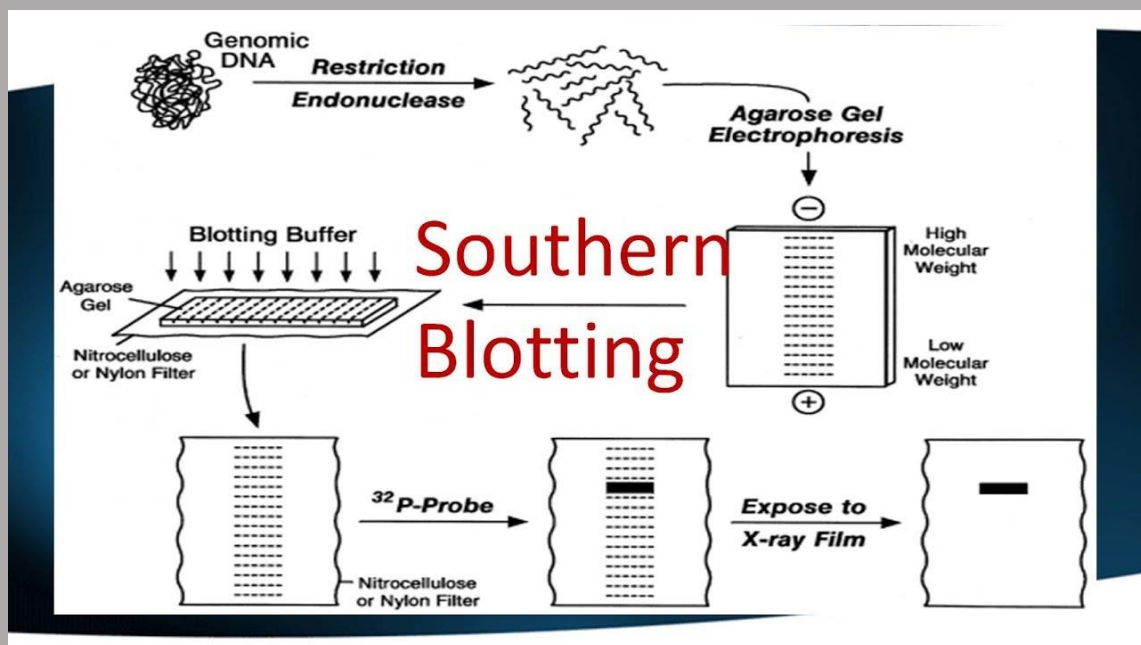 Genomic
DNA
Restriction
Endonuclease
Agarose Gel
Electrophoresis
−
High
Molecular
Weight
Low
Molecular
Weight
+
Southern
Blotting
Blotting Buffer
Agarose
Gel
Nitrocellulose
or Nylon Filter
32P-Probe
Nitrocellulose
or Nylon Filter
Expose to
X-ray Film